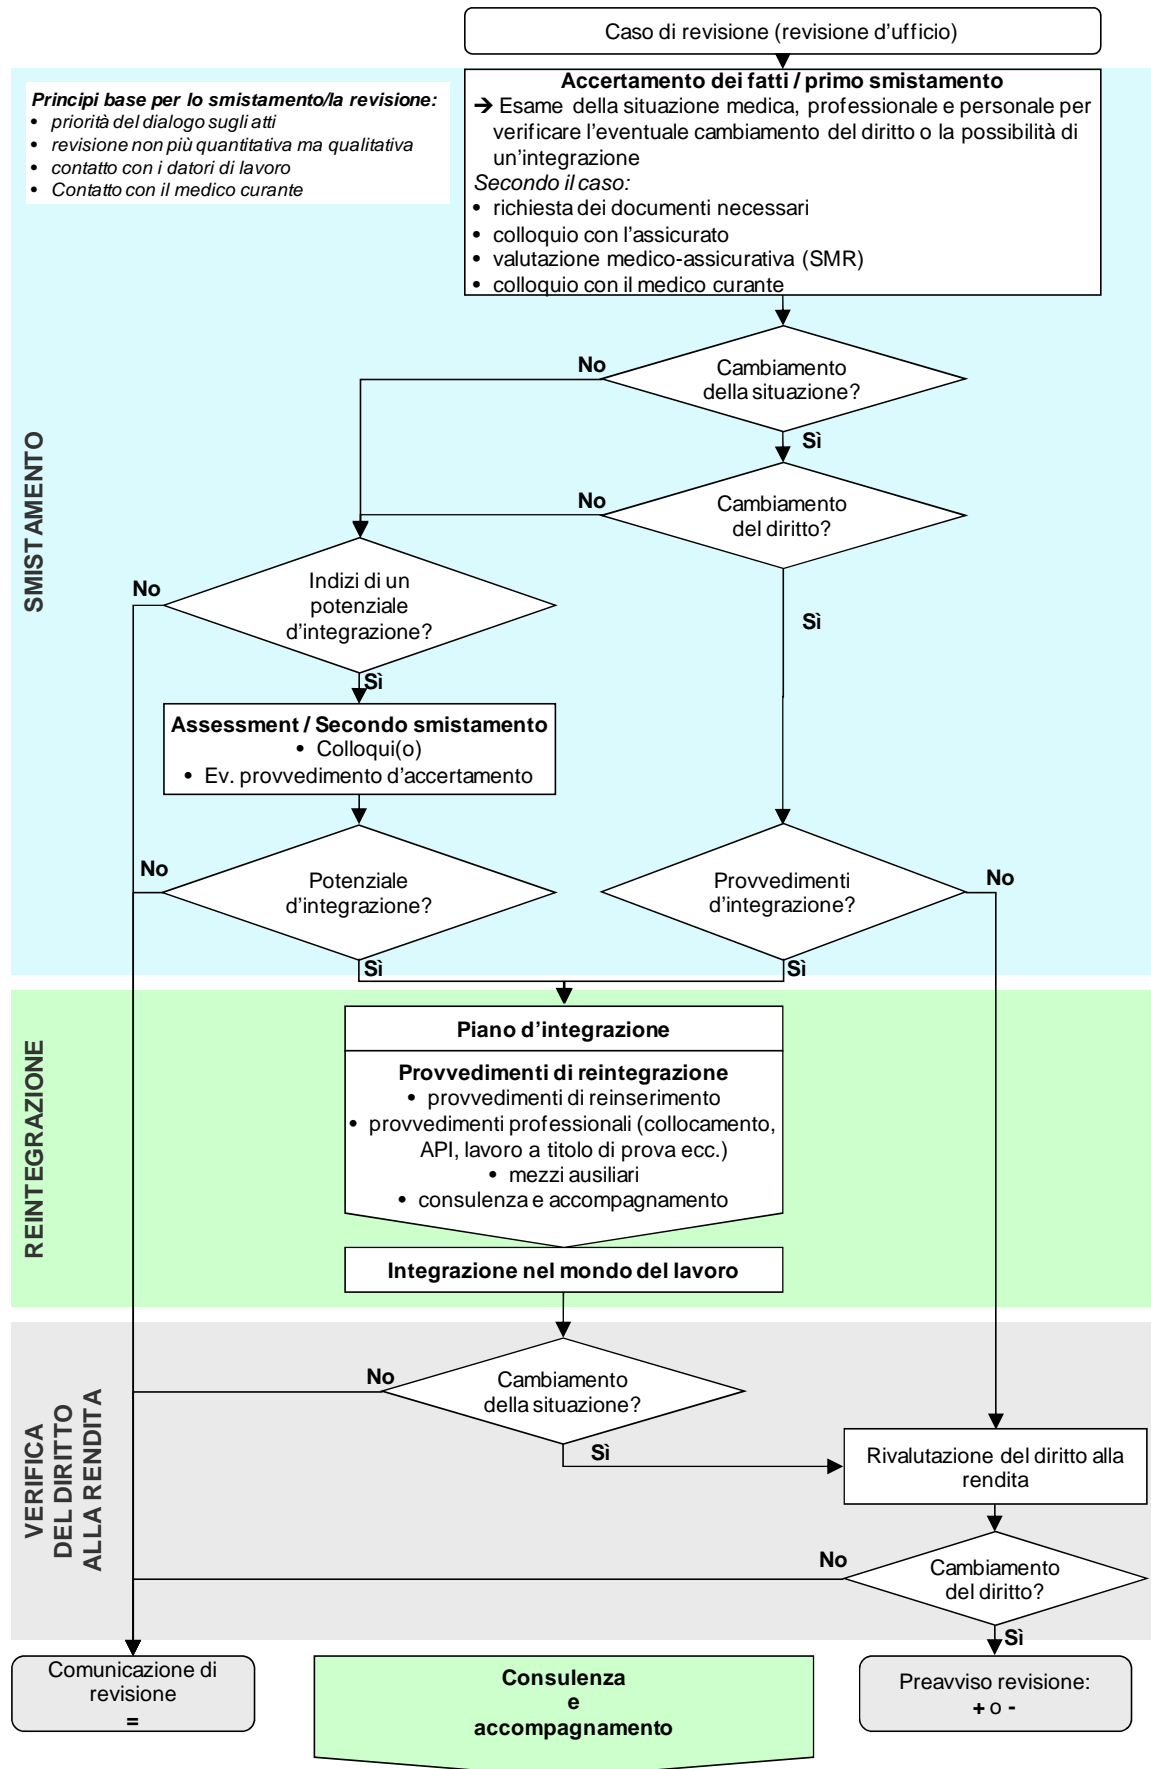 Caso di revisione (revisione d'ufficio)
Principi base per lo smistamento/la revisione:
• priorità del dialogo sugli atti
• revisione non più quantitativa ma qualitativa
• contatto con i datori di lavoro
• Contatto con il medico curante
Accertamento dei fatti / primo smistamento
→ Esame della situazione medica, professionale e personale per
verificare l'eventuale cambiamento del diritto o la possibilità di
un'integrazione
Secondo il caso:
• richiesta dei documenti necessari
• colloquio con l'assicurato
• valutazione medico-assicurativa (SMR)
• colloquio con il medico curante
SMISTAMENTO
No
Cambiamento
della situazione?
Sì
No
Cambiamento
del diritto?
Sì
No
Indizi di un
potenziale
d'integrazione?
Sì
Assessment / Secondo smistamento
• Colloqui(o)
• Ev. provvedimento d'accertamento
No
Potenziale
d'integrazione?
Sì
Provvedimenti
d'integrazione?
No
Sì
REINTEGRAZIONE
Piano d'integrazione
Provvedimenti di reintegrazione
• provvedimenti di reinserimento
• provvedimenti professionali (collocamento,
API, lavoro a titolo di prova ecc.)
• mezzi ausiliari
• consulenza e accompagnamento
Integrazione nel mondo del lavoro
VERIFICA
DEL DIRITTO
ALLA RENDITA
No
Cambiamento
della situazione?
Sì
Rivalutazione del diritto alla
rendita
No
Cambiamento
del diritto?
Sì
Comunicazione di
revisione
=
Consulenza
e
accompagnamento
Preavviso revisione:
+ o -